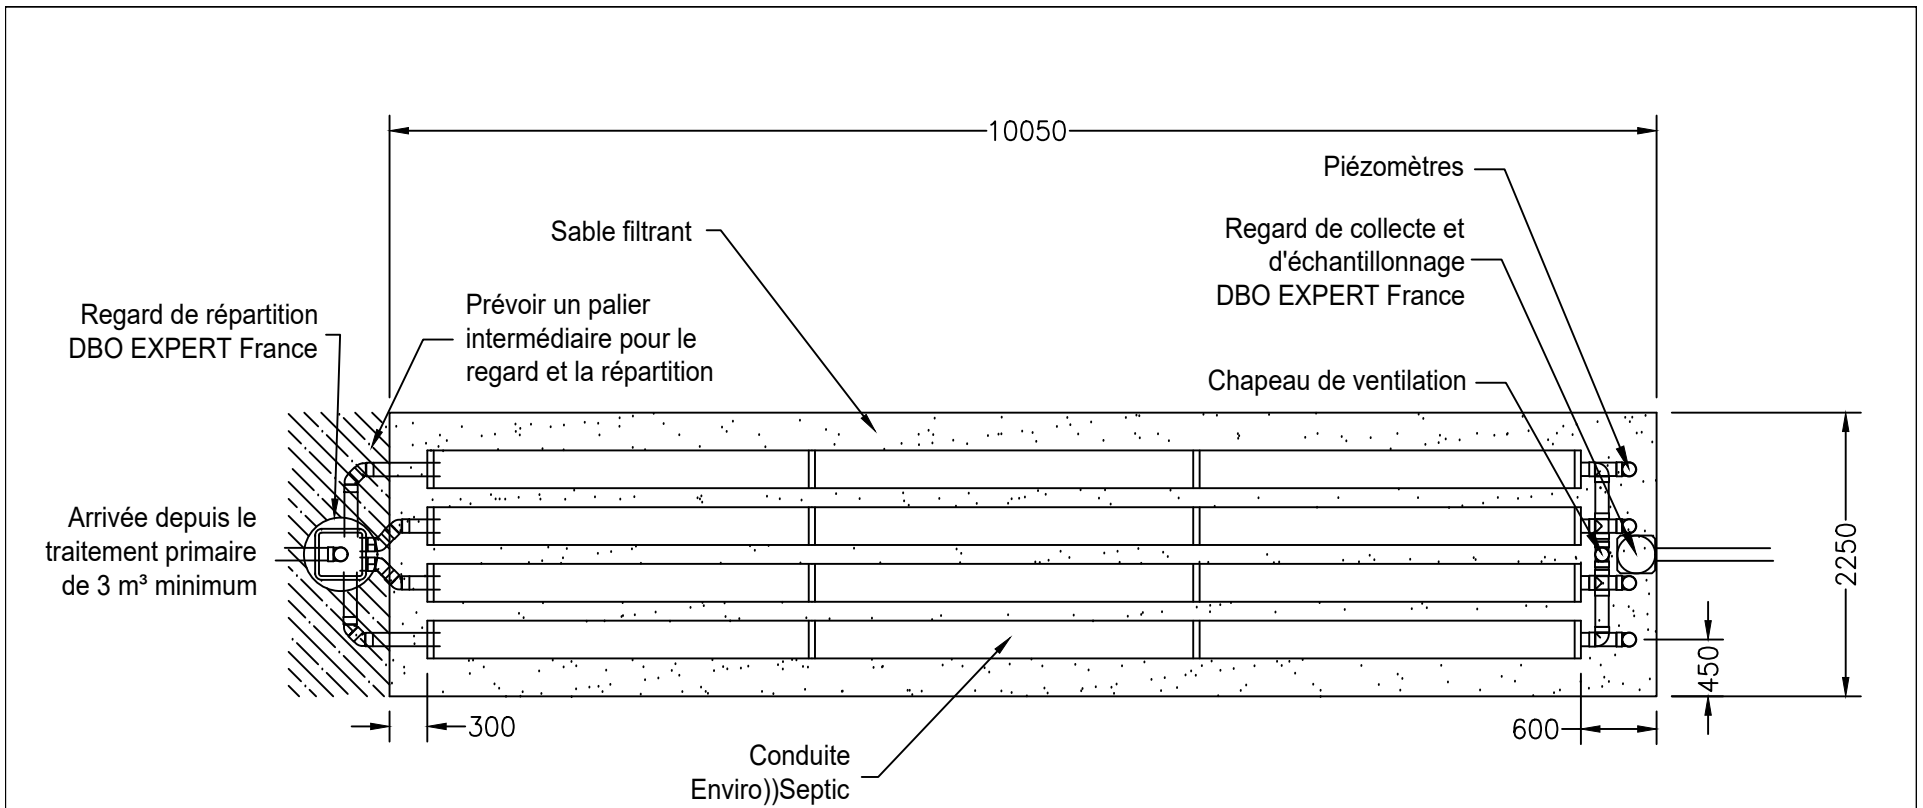 10050
Piézomètres
Sable filtrant
Regard de collecte et
d'échantillonnage
DBO EXPERT France
Regard de répartition
DBO EXPERT France
Prévoir un palier
intermédiaire pour le
regard et la répartition
Chapeau de ventilation
Arrivée depuis le
traitement primaire
de 3 m³ minimum
2250
450
300
600
Conduite
Enviro))Septic